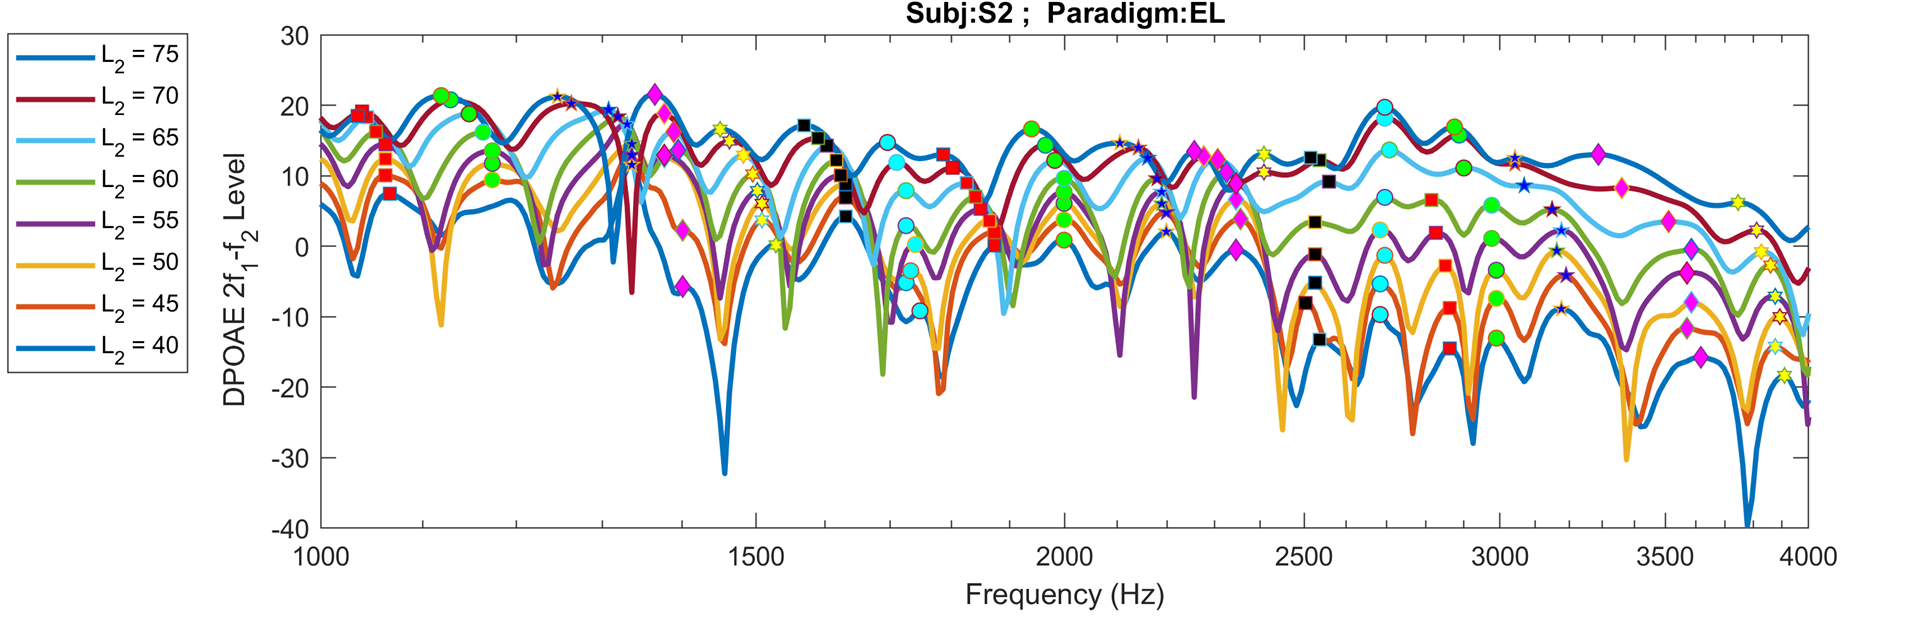 Subj:S2 ;  Paradigm:EL
L2 = 75
L2 = 70
L2 = 65
L2 = 60
L2 = 55
L2 = 50
L2 = 45
L2 = 40
DPOAE 2f1-f2 Level
30
20
10
0
-10
-20
-30
-40
1000 1500 2000 2500 3000 3500 4000
Frequency (Hz)